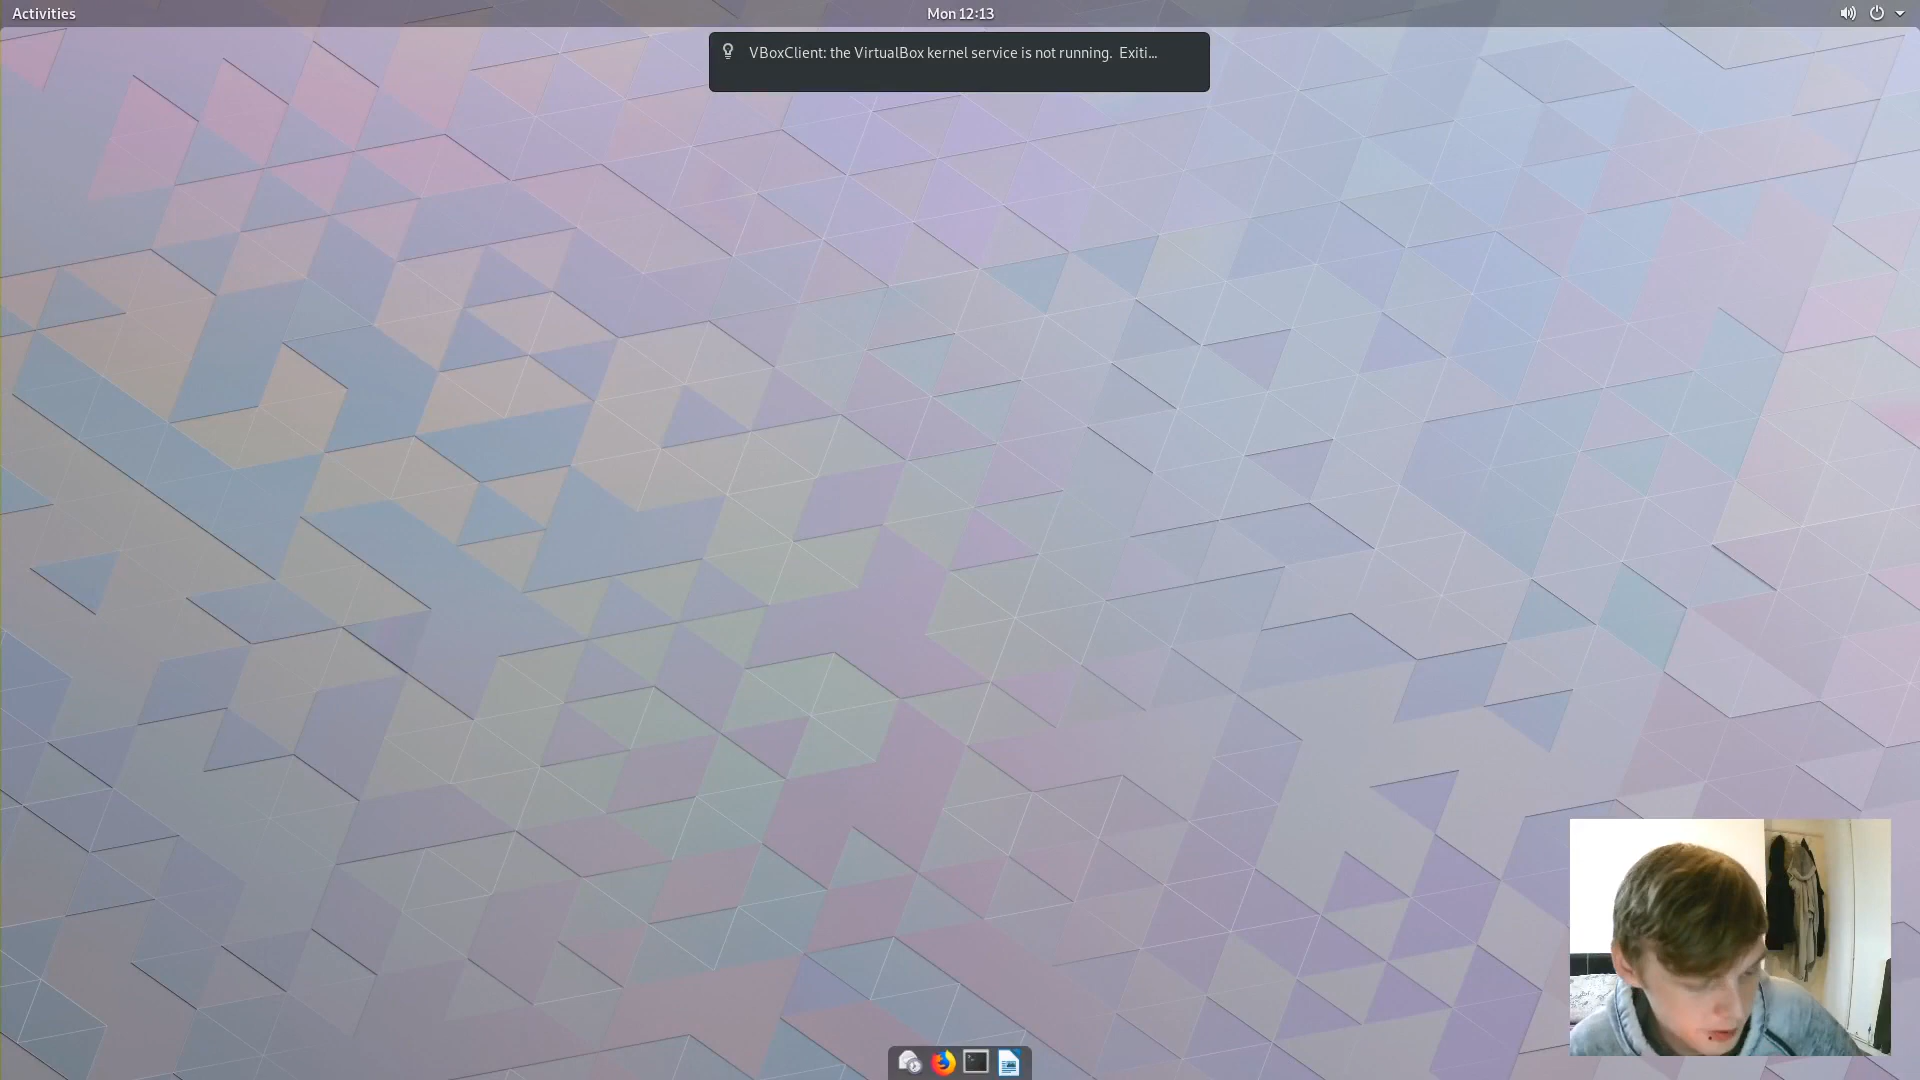 Activities
Mon 12:13
VBoxClient: the VirtualBox kernel service is not running.  Exiti...